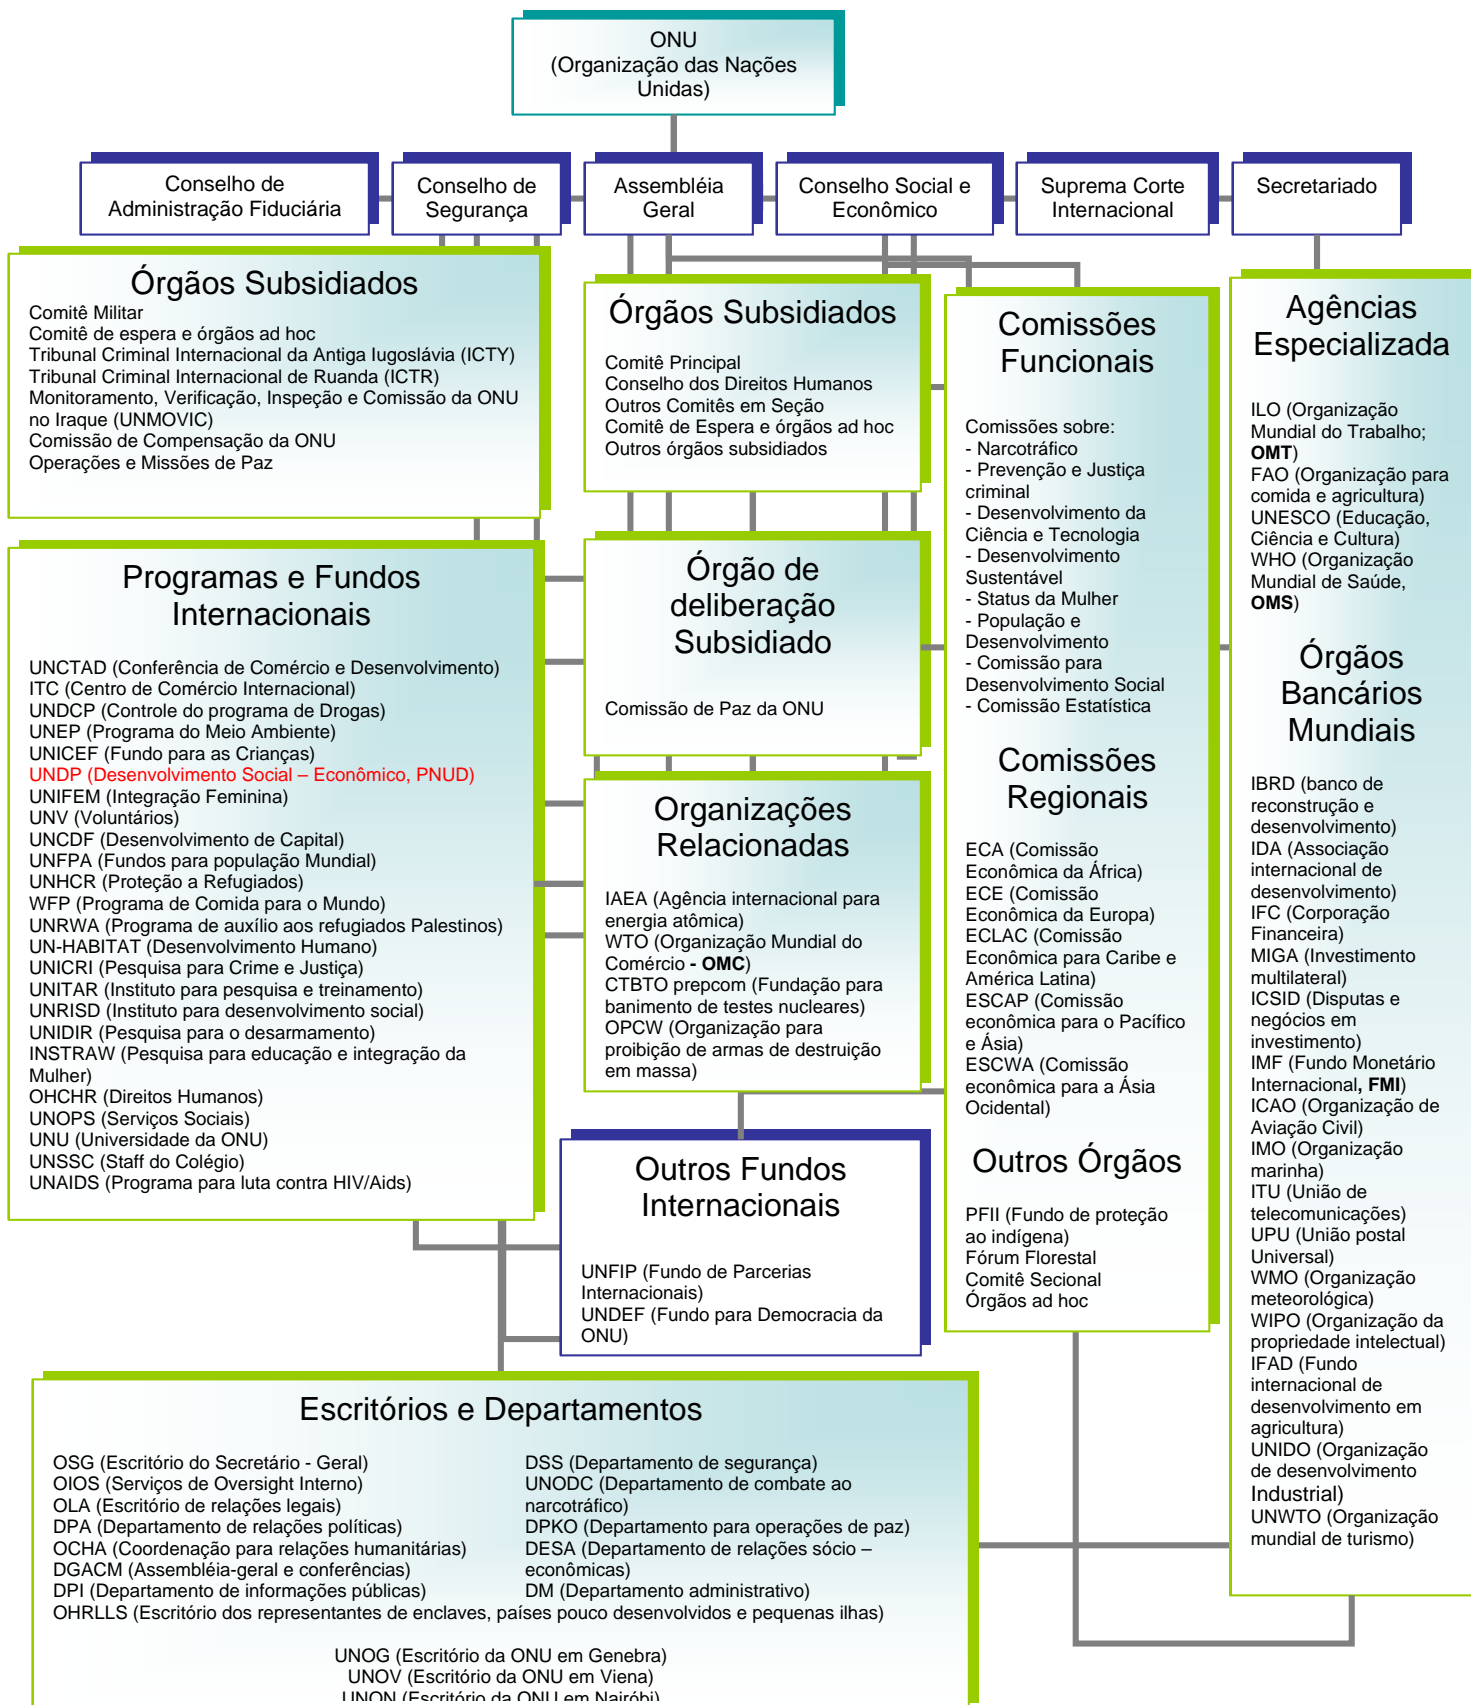 ONU
(Organização das Nações
Unidas)
Conselho de
Administração Fiduciária
Conselho de
Segurança
Assembléia
Geral
Conselho Social e
Econômico
Suprema Corte
Internacional
Secretariado
Órgãos Subsidiados
Comitê Militar
Comitê de espera e órgãos ad hoc
Tribunal Criminal Internacional da Antiga Iugoslávia (ICTY)
Tribunal Criminal Internacional de Ruanda (ICTR)
Monitoramento, Verificação, Inspeção e Comissão da ONU
no Iraque (UNMOVIC)
Comissão de Compensação da ONU
Operações e Missões de Paz
Programas e Fundos
Internacionais
UNCTAD (Conferência de Comércio e Desenvolvimento)
ITC (Centro de Comércio Internacional)
UNDCP (Controle do programa de Drogas)
UNEP (Programa do Meio Ambiente)
UNICEF (Fundo para as Crianças)
UNDP (Desenvolvimento Social – Econômico, PNUD)
UNIFEM (Integração Feminina)
UNV (Voluntários)
UNCDF (Desenvolvimento de Capital)
UNFPA (Fundos para população Mundial)
UNHCR (Proteção a Refugiados)
WFP (Programa de Comida para o Mundo)
UNRWA (Programa de auxílio aos refugiados Palestinos)
UN-HABITAT (Desenvolvimento Humano)
UNICRI (Pesquisa para Crime e Justiça)
UNITAR (Instituto para pesquisa e treinamento)
UNRISD (Instituto para desenvolvimento social)
UNIDIR (Pesquisa para o desarmamento)
INSTRAW (Pesquisa para educação e integração da
Mulher)
OHCHR (Direitos Humanos)
UNOPS (Serviços Sociais)
UNU (Universidade da ONU)
UNSSC (Staff do Colégio)
UNAIDS (Programa para luta contra HIV/Aids)
Órgãos Subsidiados
Comitê Principal
Conselho dos Direitos Humanos
Outros Comitês em Seção
Comitê de Espera e órgãos ad hoc
Outros órgãos subsidiados
Órgão de
deliberação
Subsidiado
Comissão de Paz da ONU
Organizações
Relacionadas
IAEA (Agência internacional para
energia atômica)
WTO (Organização Mundial do
Comércio - OMC)
CTBTO prepcom (Fundação para
banimento de testes nucleares)
OPCW (Organização para
proibição de armas de destruição
em massa)
Outros Fundos
Internacionais
UNFIP (Fundo de Parcerias
Internacionais)
UNDEF (Fundo para Democracia da
ONU)
Comissões
Funcionais
Comissões sobre:
- Narcotráfico
- Prevenção e Justiça
criminal
- Desenvolvimento da
Ciência e Tecnologia
- Desenvolvimento
Sustentável
- Status da Mulher
- População e
Desenvolvimento
- Comissão para
Desenvolvimento Social
- Comissão Estatística
Comissões
Regionais
ECA (Comissão
Econômica da África)
ECE (Comissão
Econômica da Europa)
ECLAC (Comissão
Econômica para Caribe e
América Latina)
ESCAP (Comissão
econômica para o Pacífico
e Ásia)
ESCWA (Comissão
econômica para a Ásia
Ocidental)
Outros Órgãos
PFII (Fundo de proteção
ao indígena)
Fórum Florestal
Comitê Secional
Órgãos ad hoc
Agências
Especializada
ILO (Organização
Mundial do Trabalho;
OMT)
FAO (Organização para
comida e agricultura)
UNESCO (Educação,
Ciência e Cultura)
WHO (Organização
Mundial de Saúde,
OMS)
Órgãos
Bancários
Mundiais
IBRD (banco de
reconstrução e
desenvolvimento)
IDA (Associação
internacional de
desenvolvimento)
IFC (Corporação
Financeira)
MIGA (Investimento
multilateral)
ICSID (Disputas e
negócios em
investimento)
IMF (Fundo Monetário
Internacional, FMI)
ICAO (Organização de
Aviação Civil)
IMO (Organização
marinha)
ITU (União de
telecomunicações)
UPU (União postal
Universal)
WMO (Organização
meteorológica)
WIPO (Organização da
propriedade intelectual)
IFAD (Fundo
internacional de
desenvolvimento em
agricultura)
UNIDO (Organização
de desenvolvimento
Industrial)
UNWTO (Organização
mundial de turismo)
Escritórios e Departamentos
OSG (Escritório do Secretário - Geral)
OIOS (Serviços de Oversight Interno)
OLA (Escritório de relações legais)
DPA (Departamento de relações políticas)
OCHA (Coordenação para relações humanitárias)
DGACM (Assembléia-geral e conferências)
DPI (Departamento de informações públicas)
DSS (Departamento de segurança)
UNODC (Departamento de combate ao
narcotráfico)
DPKO (Departamento para operações de paz)
DESA (Departamento de relações sócio –
econômicas)
DM (Departamento administrativo)
OHRLLS (Escritório dos representantes de enclaves, países pouco desenvolvidos e pequenas ilhas)
UNOG (Escritório da ONU em Genebra)
UNOV (Escritório da ONU em Viena)
UNON (Escritório da ONU em Nairóbi)